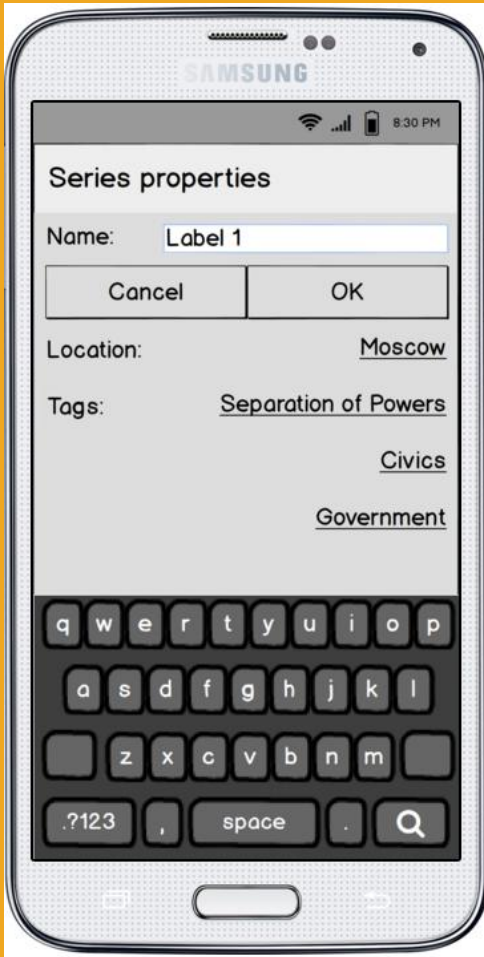 SAMSUNG
8:30 PM
Series properties
Name: Label 1
Cancel OK
Location: Moscow
Tags: Separation of Powers
Civics
Government
q w e r t y u i o p
a s d f g h j k l
z x c v b n m
.?123 , space .